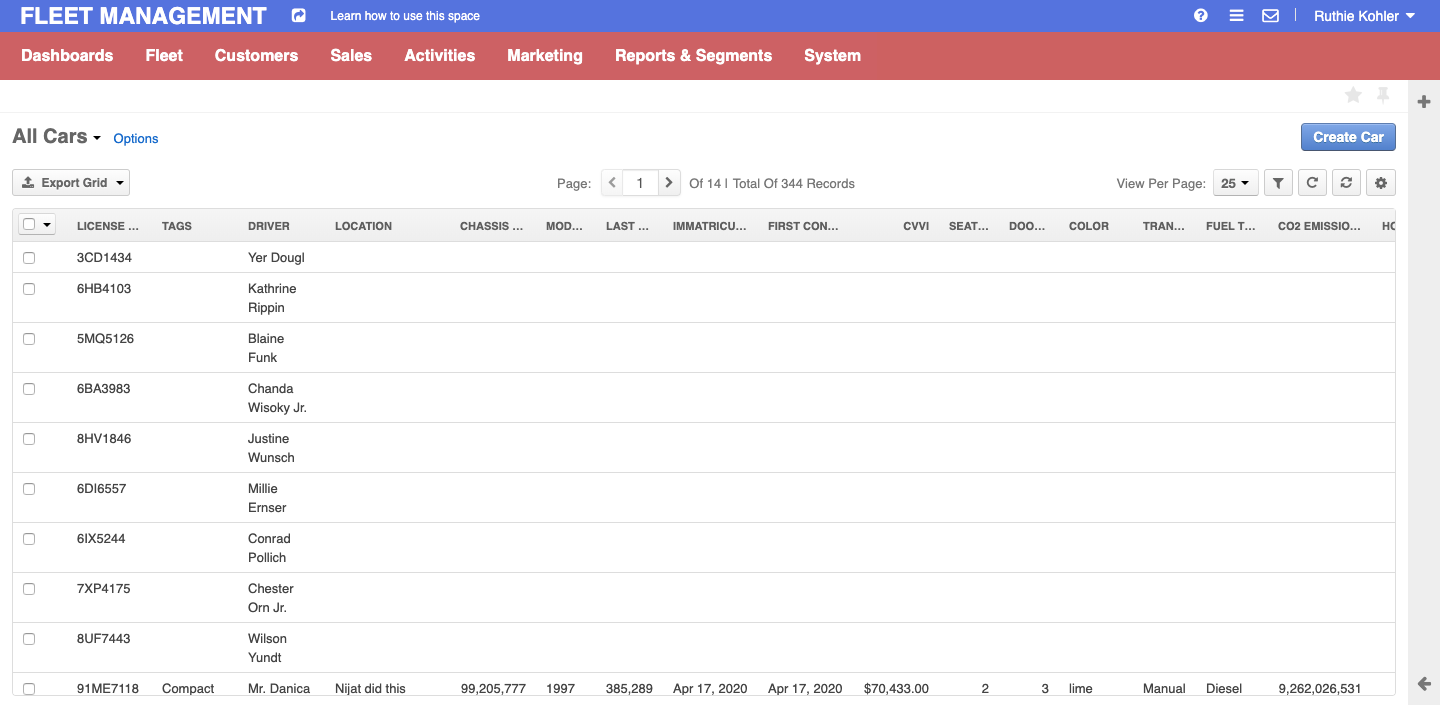 FLEET MANAGEMENT Learn how to use this space Ruthie Kohler
Dashboards Fleet Customers Sales Activities Marketing Reports & Segments System
All Cars Options Create Car
Export Grid Page: 1 Of 14 | Total Of 344 Records View Per Page: 25
LICENSE ... TAGS DRIVER LOCATION CHASSIS ... MOD... LAST ... IMMATRICU... FIRST CON... CVVI SEAT... DOO... COLOR TRAN... FUEL T... CO2 EMISSIO... HO
3CD1434 Yer Dougl
6HB4103 Kathrine
Rippin
5MQ5126 Blaine
Funk
6BA3983 Chanda
Wisoky Jr.
8HV1846 Justine
Wunsch
6DI6557 Millie
Ernser
6IX5244 Conrad
Pollich
7XP4175 Chester
Orn Jr.
8UF7443 Wilson
Yundt
91ME7118 Compact Mr. Danica Nijat did this 99,205,777 1997 385,289 Apr 17, 2020 Apr 17, 2020 $70,433.00 2 3 lime Manual Diesel 9,262,026,531